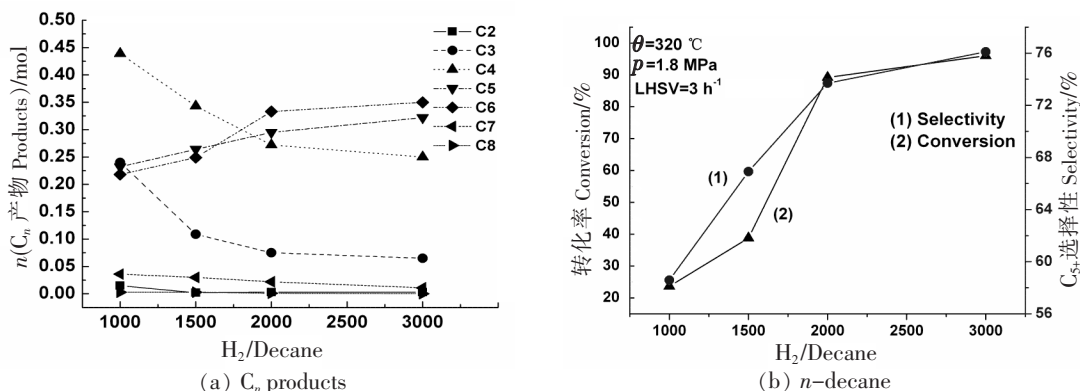 n(Cₙ 产物 Products)/mol
0.50
0.45
0.40
0.35
0.30
0.25
0.20
0.15
0.10
0.05
0.00
C2
C3
C4
C5
C6
C7
C8
1000 1500 2000 3000
H₂/Decane
(a) Cₙ products
转化率 Conversion/%
100
90
80
70
60
50
40
30
20
θ=320 ℃
p=1.8 MPa
LHSV=3 h⁻¹
(1) Selectivity
(2) Conversion
(1)
(2)
76
72
68
64
62
60
58
56
C₅₊选择性 Selectivity/%
1000 1500 2000 3000
H₂/Decane
(b) n-decane